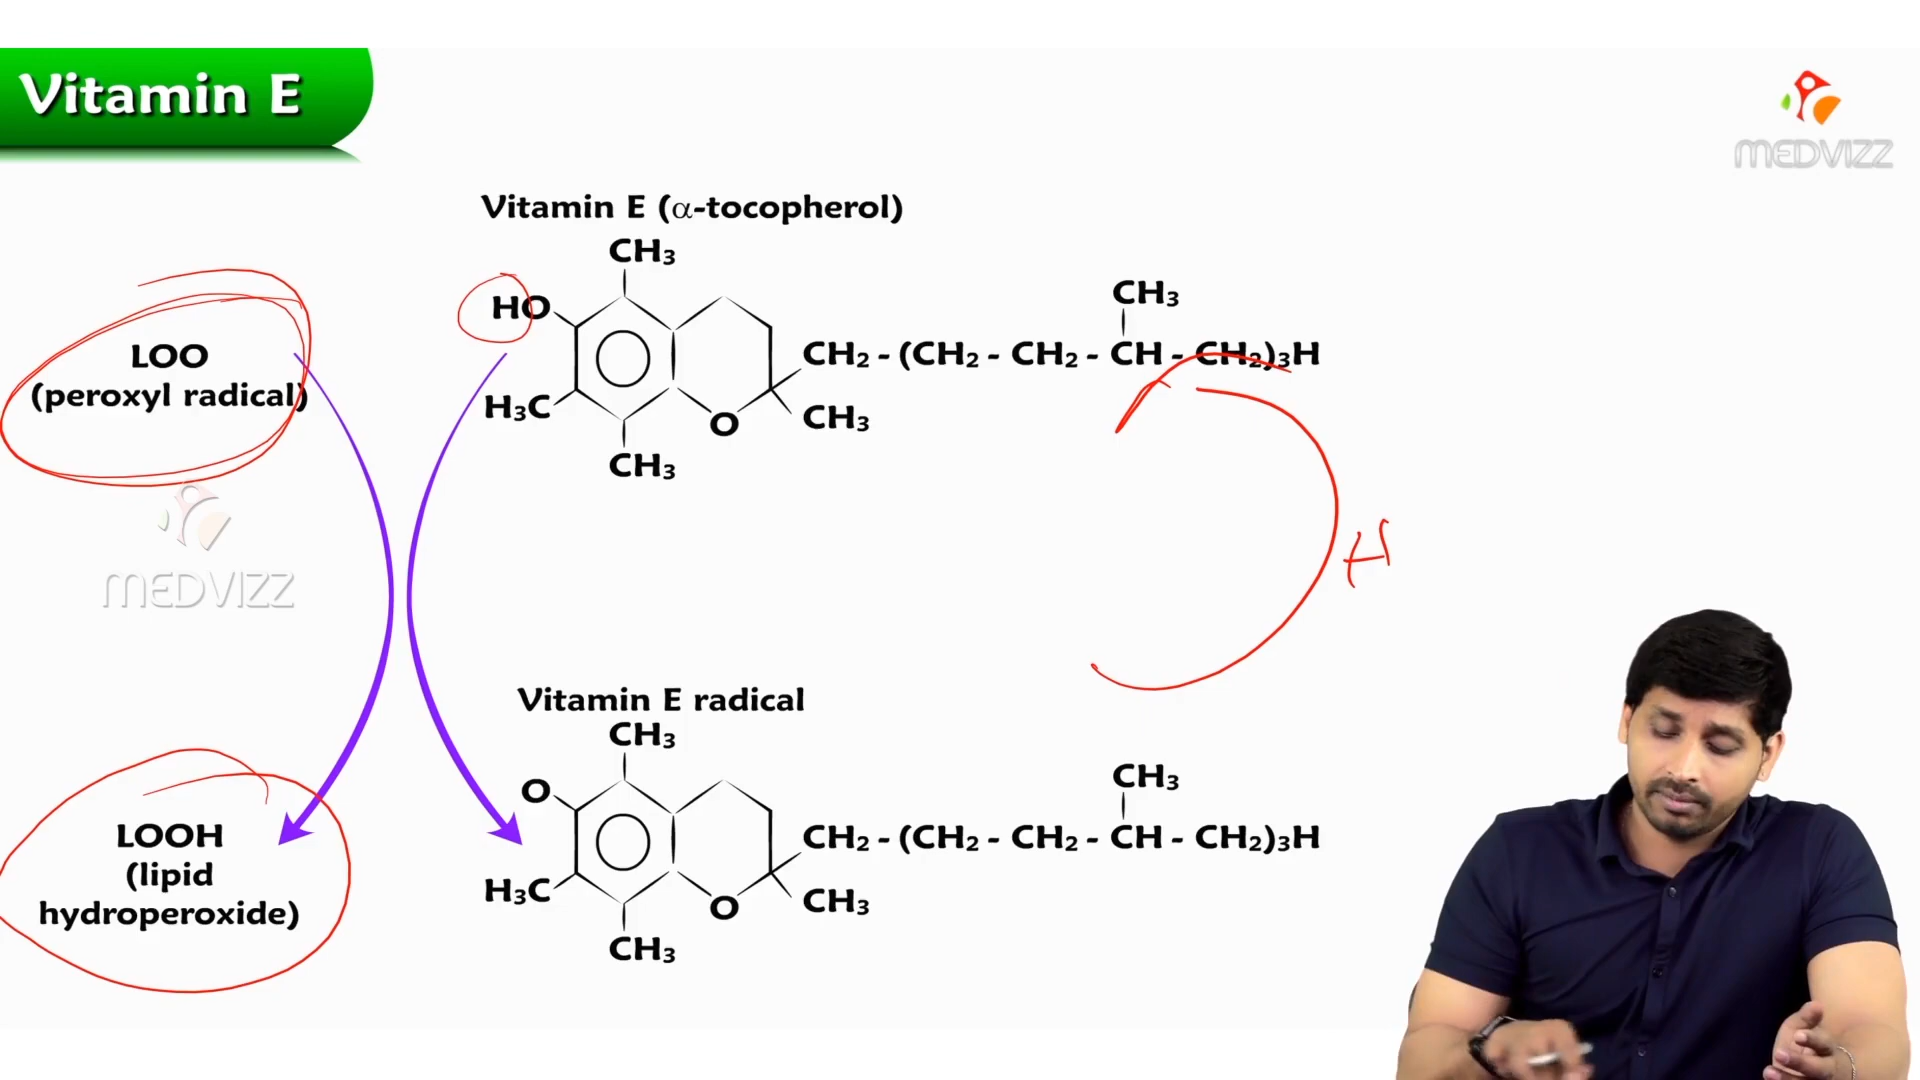 Vitamin E
MEDVIZZ
Vitamin E (α-tocopherol)
CH₃
HO
CH₃
LOO
(peroxyl radical)
CH₂ - (CH₂ - CH₂ - CH - CH₂)₃H
H₃C
O
CH₃
CH₃
MEDVIZZ
H
Vitamin E radical
CH₃
O
CH₃
LOOH
(lipid
hydroperoxide)
CH₂ - (CH₂ - CH₂ - CH - CH₂)₃H
H₃C
O
CH₃
CH₃